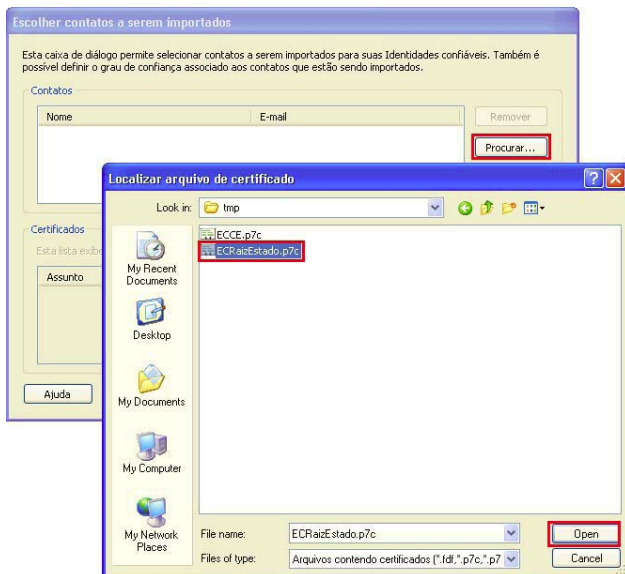 Escolher contatos a serem importados
Esta caixa de diálogo permite selecionar contatos a serem importados para suas Identidades confiáveis. Também é
possível definir o grau de confiança associado aos contatos que estão sendo importados.
Contatos
Nome
E-mail
Remover
Procurar...
Localizar arquivo de certificado
Look in:
tmp
Certificados
Esta lista exibe
Assunto
Ajuda
My Recent
Documents
Desktop
My Documents
My Computer
My Network
Places
ECCE.p7c
ECRaizEstado.p7c
File name:
ECRaizEstado.p7c
Open
Files of type:
Arquivos contendo certificados (*.fdf,*.p7c,*.p7
Cancel